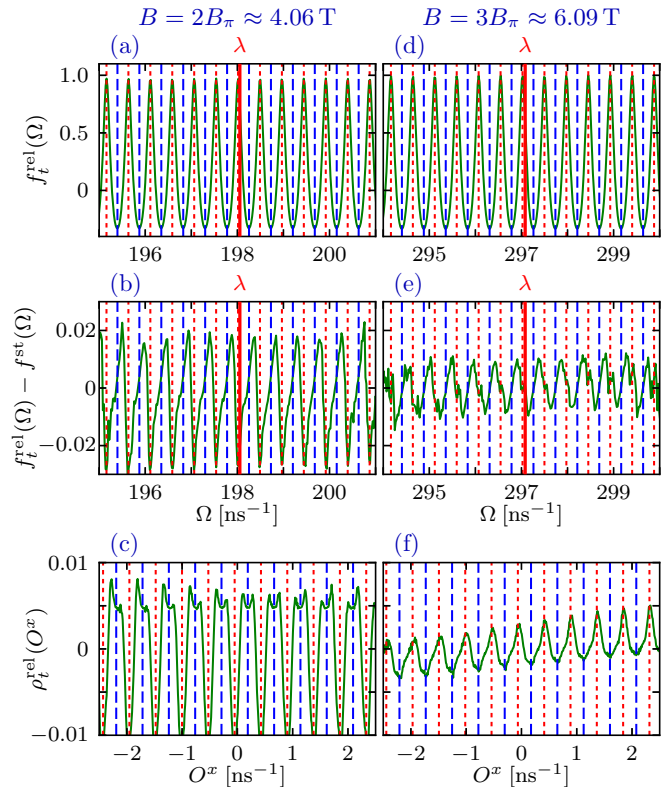 B = 2B_π ≈ 4.06 T
B = 3B_π ≈ 6.09 T
(a) λ
(d) λ
1.0
0.5
0
f_t^rel(Ω)
196 198 200
295 297 299
(b) λ
(e) λ
0.02
0
−0.02
f_t^rel(Ω) − f^st(Ω)
196 198 200
295 297 299
Ω [ns⁻¹]
Ω [ns⁻¹]
(c)
(f)
0.01
0
−0.01
ρ_t^rel(O^x)
−2 −1 0 1 2
−2 −1 0 1 2
O^x [ns⁻¹]
O^x [ns⁻¹]